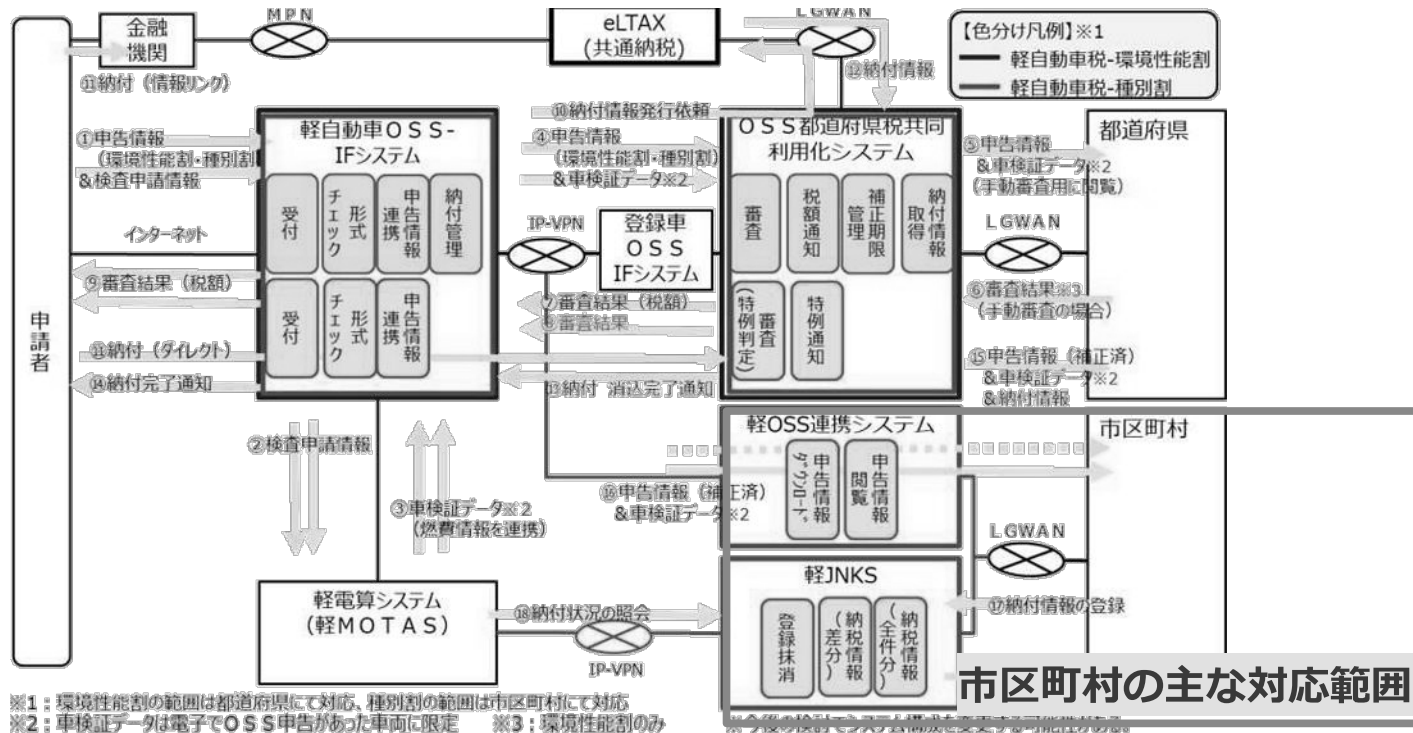 金融
機関
MPN
eLTAX
(共通納税)
LGWAN
【色分け凡例】※1
軽自動車税-環境性能割
軽自動車税-種別割
⑪納付（情報リンク）
⑫納付情報
⑩納付情報発行依頼
①申告情報
（環境性能割・種別割）
&検査申請情報
軽自動車ＯＳＳ-
IFシステム
受付
形式
チェック
申告情報
連携
納付管理
受付
形式
チェック
申告情報
連携
④申告情報
（環境性能割・種別割）
&車検証データ※2
ＯＳＳ都道府県税共同
利用化システム
審査
税額通知
補正期限
管理
納付情報
取得
審査
（特例判定）
特例通知
⑤申告情報
&車検証データ※2
（手動審査用に閲覧）
都道府県
インターネット
IP-VPN
登録車
ＯＳＳ
IFシステム
LGWAN
申請者
⑨審査結果（税額）
⑦審査結果（税額）
⑧審査結果
⑥審査結果※3
（手動審査の場合）
⑪納付（ダイレクト）
⑭納付完了通知
⑬納付 消込完了通知
⑮申告情報（補正済）
&車検証データ※2
&納付情報
②検査申請情報
③車検証データ※2
（燃費情報を連携）
軽OSS連携システム
申告情報
ダウンロード
申告情報
閲覧
市区町村
⑯申告情報（補正済）
&車検証データ※2
LGWAN
軽JNKS
登録抹消
納税情報
（差分）
納税情報
（全件分）
⑰納付情報の登録
軽電算システム
（軽ＭＯＴＡＳ）
⑱納付状況の照会
IP-VPN
市区町村の主な対応範囲
※1：環境性能割の範囲は都道府県にて対応、種別割の範囲は市区町村にて対応
※2：車検証データは電子でＯＳＳ申告があった車両に限定　※3：環境性能割のみ
※今後の検討でシステム構成を変更する可能性がある。